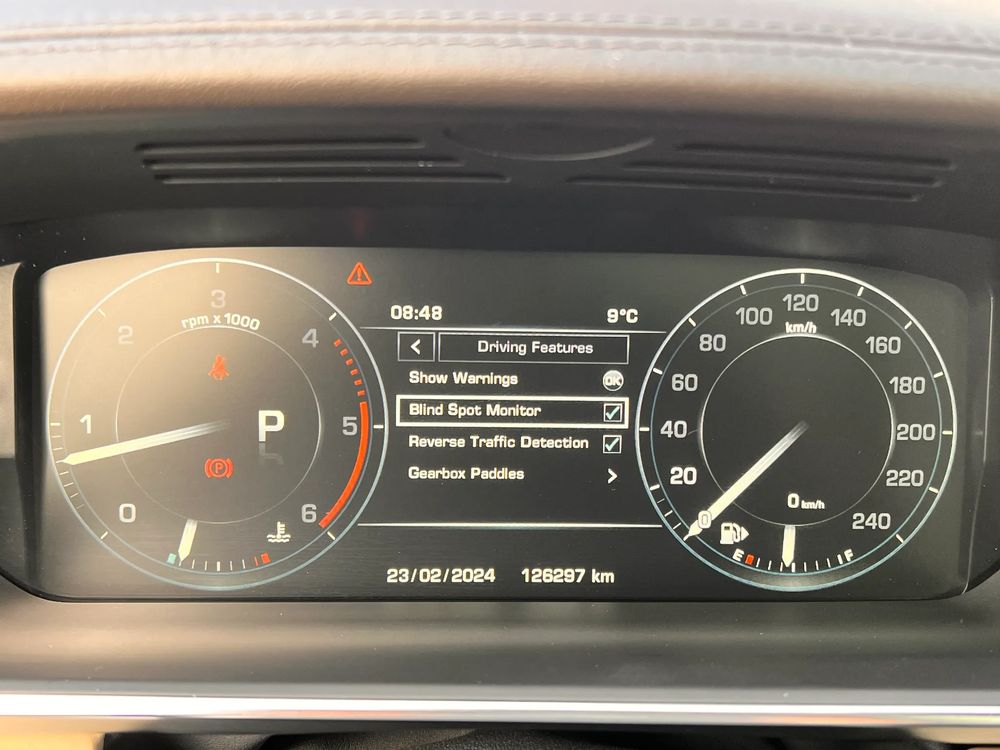 08:48 9°C
< Driving Features
Show Warnings OK
Blind Spot Monitor
Reverse Traffic Detection
Gearbox Paddles >
23/02/2024 126297 km
rpm x 1000
0 1 2 3 4 5 6
P
(P)
km/h
0 20 40 60 80 100 120 140 160 180 200 220 240
0 km/h
E F